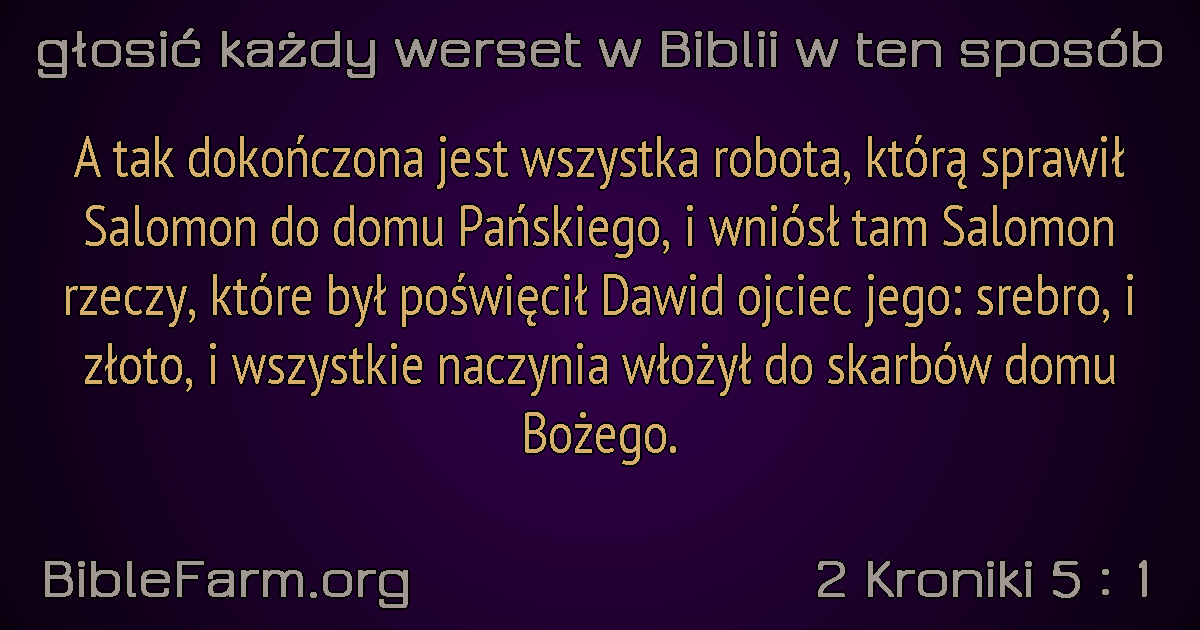 głosić każdy werset w Biblii w ten sposób
A tak dokończona jest wszystka robota, którą sprawił
Salomon do domu Pańskiego, i wniósł tam Salomon
rzeczy, które był poświęcił Dawid ojciec jego: srebro, i
złoto, i wszystkie naczynia włożył do skarbów domu
Bożego.
BibleFarm.org
2 Kroniki 5 : 1